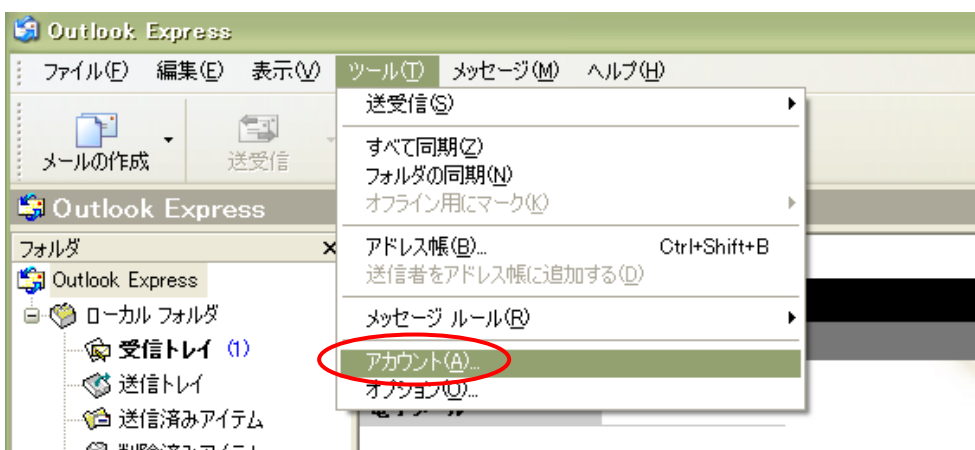 Outlook Express
ファイル(F) 編集(E) 表示(V) ツール(T) メッセージ(M) ヘルプ(H)
メールの作成
送受信
送受信(S)
すべて同期(Z)
フォルダの同期(N)
オフライン用にマーク(K)
アドレス帳(B)... Ctrl+Shift+B
送信者をアドレス帳に追加する(D)
メッセージ ルール(R)
アカウント(A)...
オプション(O)...
Outlook Express
フォルダ
Outlook Express
ローカル フォルダ
受信トレイ (1)
送信トレイ
送信済みアイテム